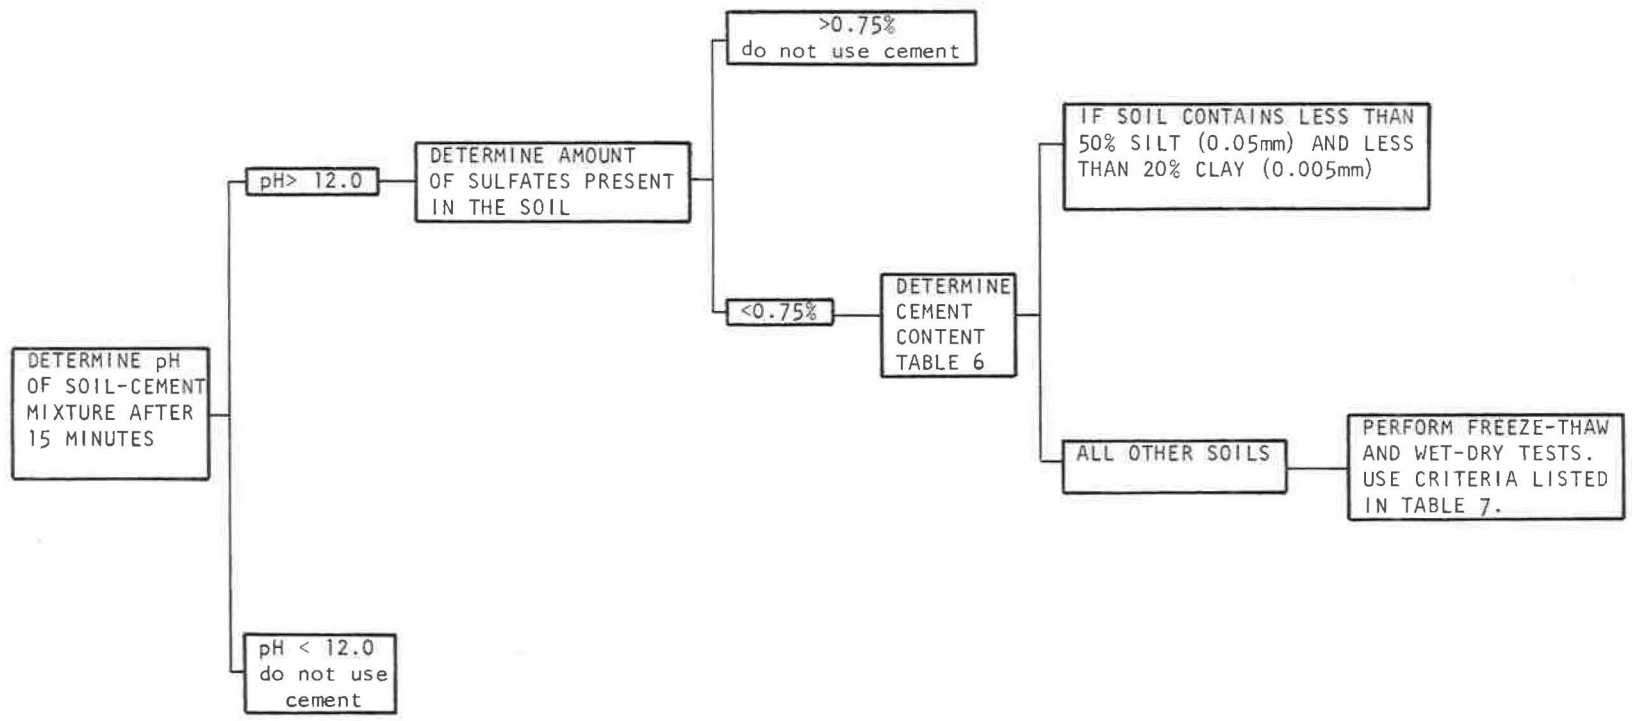 DETERMINE pH
OF SOIL-CEMENT
MIXTURE AFTER
15 MINUTES
pH> 12.0
DETERMINE AMOUNT
OF SULFATES PRESENT
IN THE SOIL
>0.75%
do not use cement
<0.75%
DETERMINE
CEMENT
CONTENT
TABLE 6
IF SOIL CONTAINS LESS THAN
50% SILT (0.05mm) AND LESS
THAN 20% CLAY (0.005mm)
ALL OTHER SOILS
PERFORM FREEZE-THAW
AND WET-DRY TESTS.
USE CRITERIA LISTED
IN TABLE 7.
pH < 12.0
do not use
cement